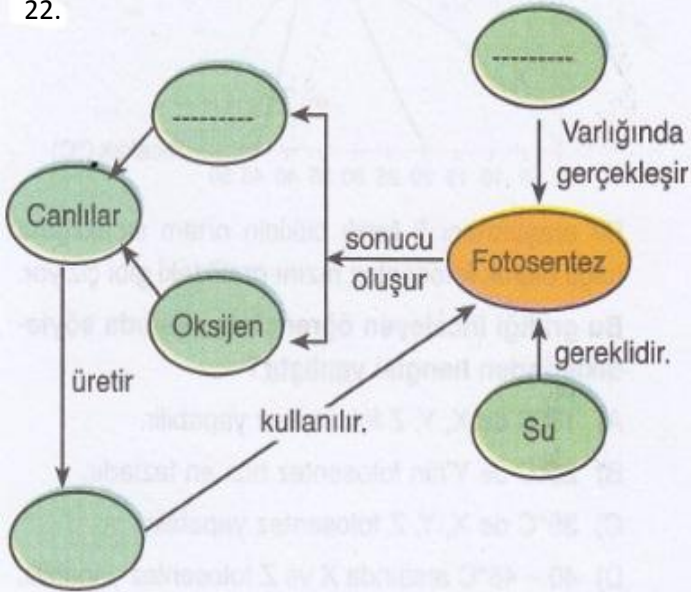 22.
----------
----------
Varlığında
gerçekleşir
Canlılar
sonucu
oluşur
Fotosentez
Oksijen
gereklidir.
üretir
kullanılır.
Su